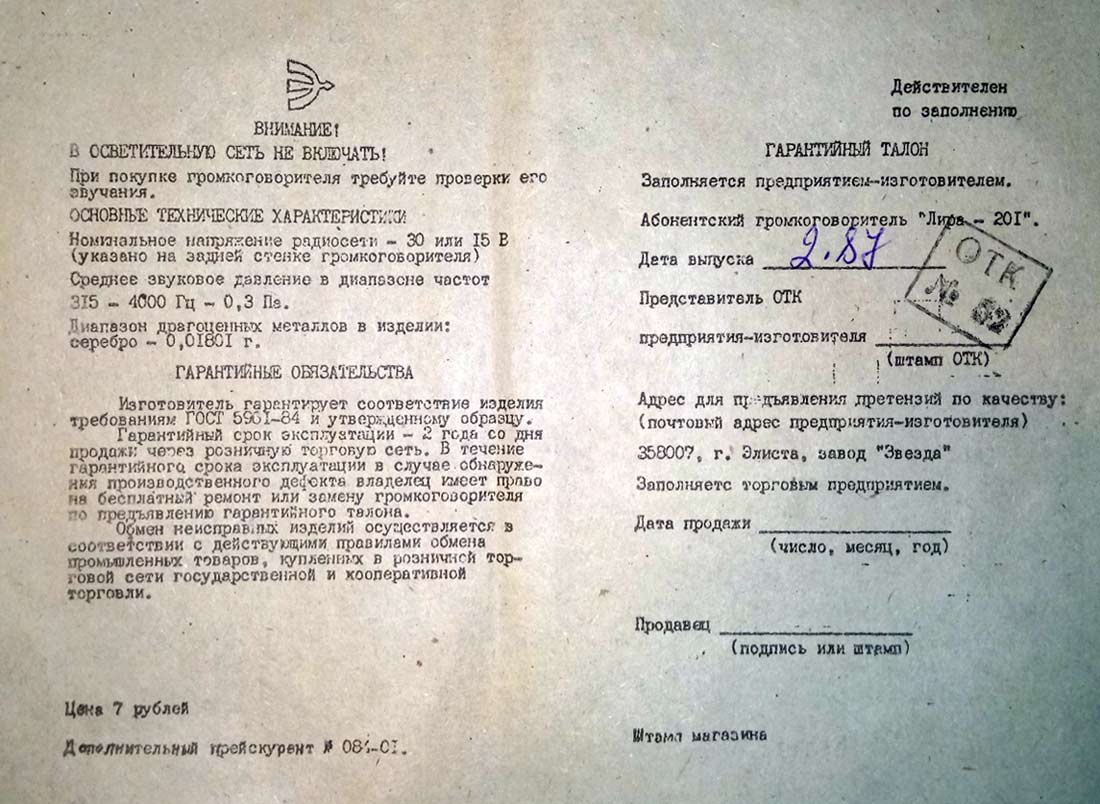 ВНИМАНИЕ!
В ОСВЕТИТЕЛЬНУЮ СЕТЬ НЕ ВКЛЮЧАТЬ!
При покупке громкоговорителя требуйте проверки его
звучания.
ОСНОВНЫЕ ТЕХНИЧЕСКИЕ ХАРАКТЕРИСТИКИ
Номинальное напряжение радиосети – 30 или 15 В
(указано на задней стенке громкоговорителя)
Среднее звуковое давление в диапазоне частот
315 – 4000 Гц – 0,3 Па.
Диапазон драгоценных металлов в изделии:
серебро – 0,01801 г.
ГАРАНТИЙНЫЕ ОБЯЗАТЕЛЬСТВА
Изготовитель гарантирует соответствие изделия
требованиям ГОСТ 5961-84 и утвержденному образцу.
Гарантийный срок эксплуатации – 2 года со дня
продажи через розничную торговую сеть. В течение
гарантийного срока эксплуатации в случае обнаруже-
ния производственного дефекта владелец имеет право
на бесплатный ремонт или замену громкоговорителя
по предъявлению гарантийного талона.
Обмен неисправных изделий осуществляется в
соответствии с действующими правилами обмена
промышленных товаров, купленных в розничной тор-
говой сети государственной и кооперативной
торговли.
Цена 7 рублей
Дополнительный прейскурант №
Действителен
по заполнению
ГАРАНТИЙНЫЙ ТАЛОН
Заполняется предприятием-изготовителем.
Абонентский громкоговоритель "Лира – 201".
Дата выпуска 2.87
ОТК
№ 62
Представитель ОТК
предприятия-изготовителя
(штамп ОТК)
Адрес для предъявления претензий по качеству:
(почтовый адрес предприятия-изготовителя)
358007, г. Элиста, завод "Звезда"
Заполняетс торговым предприятием.
Дата продажи
(число, месяц, год)
Продавец
(подпись или штамп)
Штамп магазина